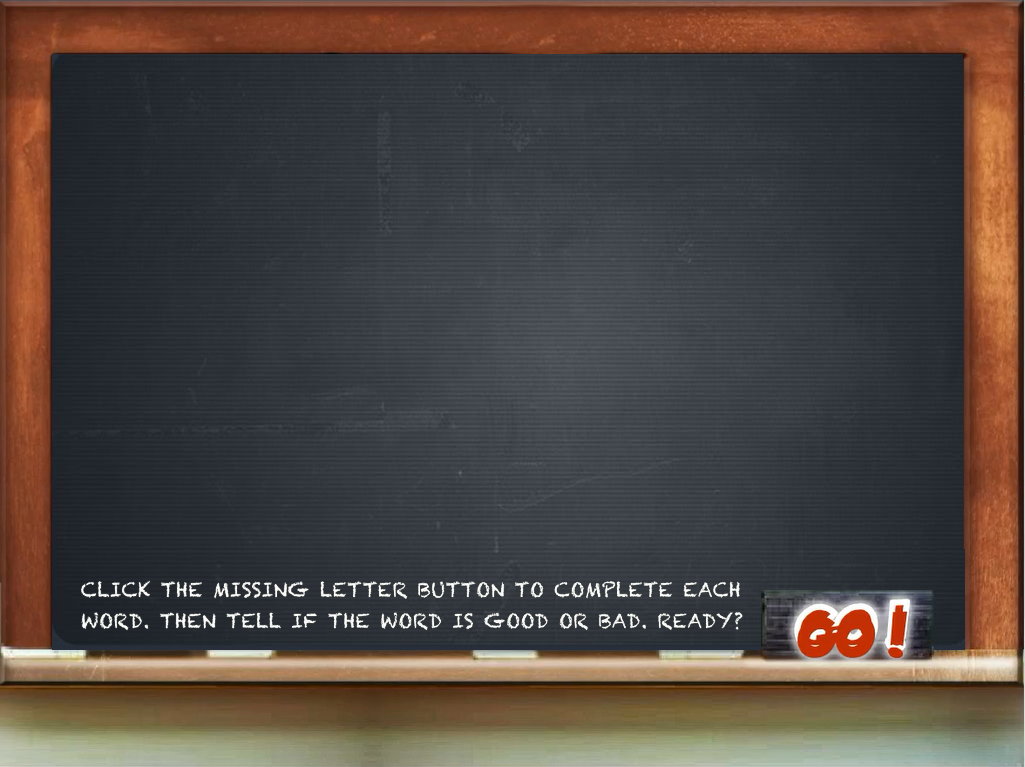 CLICK THE MISSING LETTER BUTTON TO COMPLETE EACH
WORD. THEN TELL IF THE WORD IS GOOD OR BAD. READY?
GO!